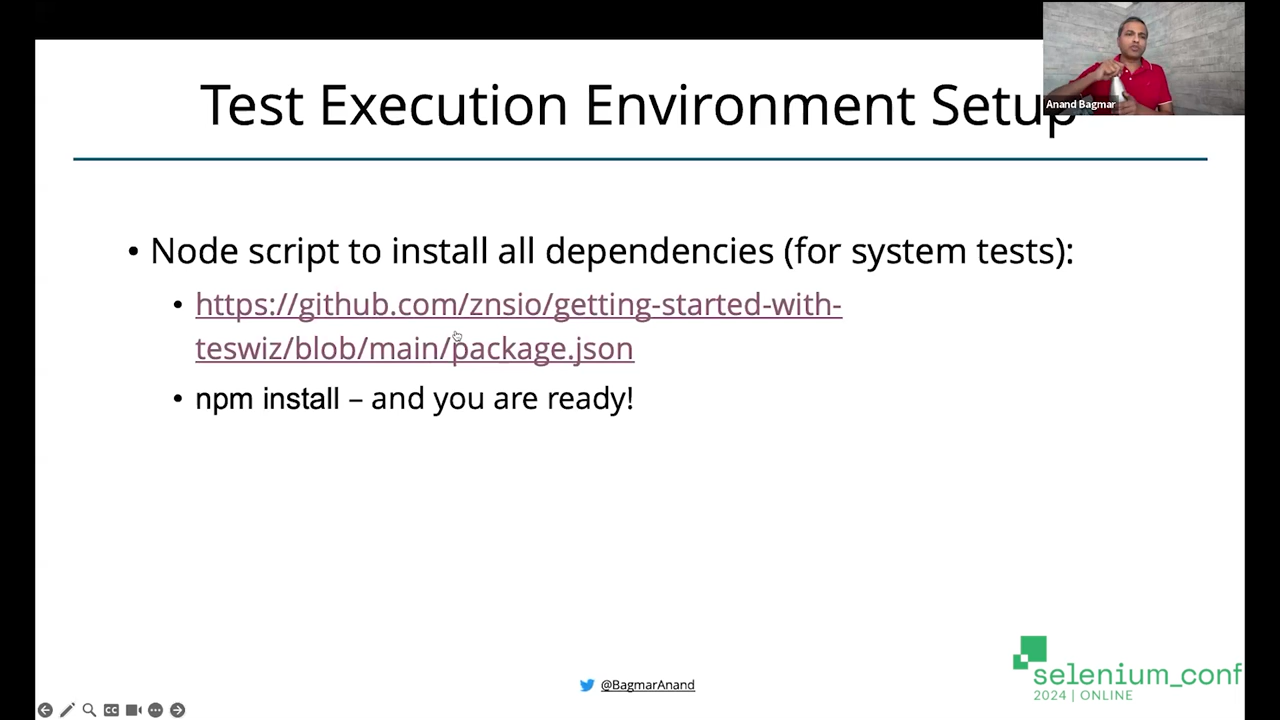 Test Execution Environment Setup
Anand Bagmar
• Node script to install all dependencies (for system tests):
• https://github.com/znsio/getting-started-with-
teswiz/blob/main/package.json
• npm install – and you are ready!
@BagmarAnand
selenium_conf
2024 | ONLINE
CC